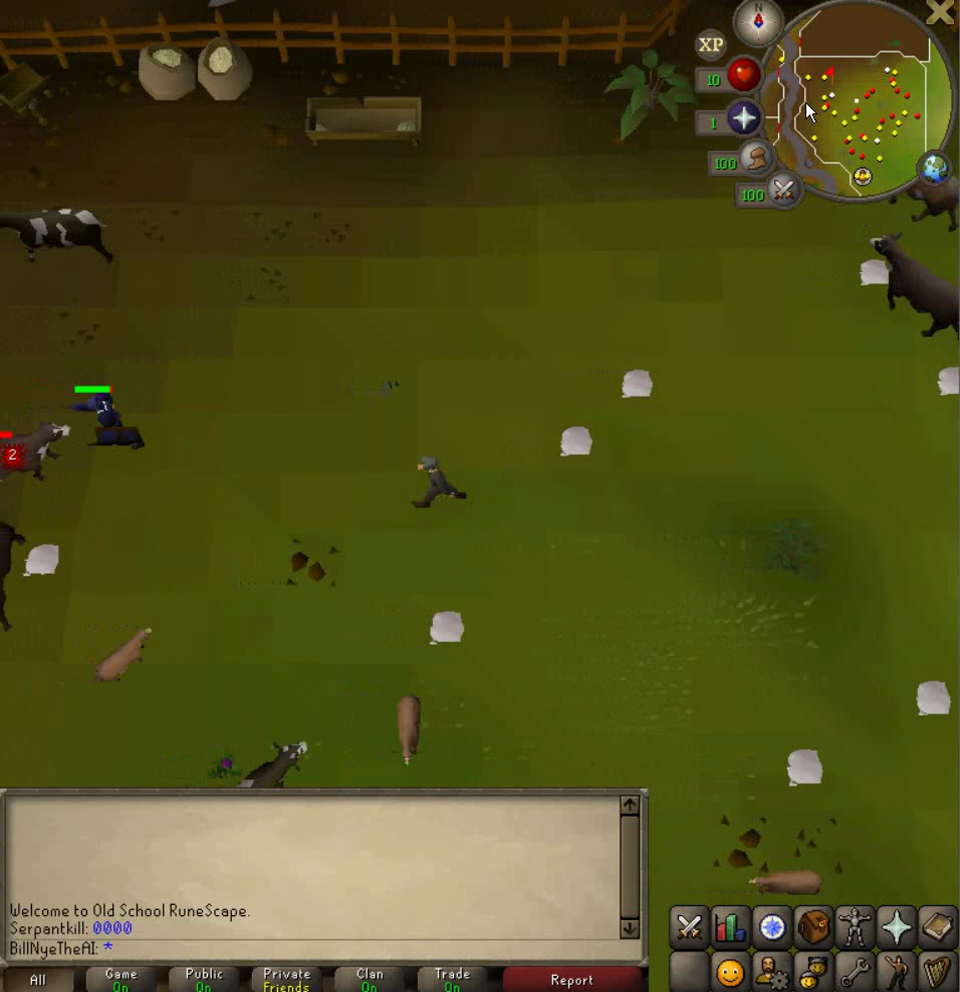 N
XP
10
1
100
100
2
Welcome to Old School RuneScape.
Serpantkill: 0000
BillNyeTheAI: *
All
Game
On
Public
On
Private
Friends
Clan
On
Trade
On
Report